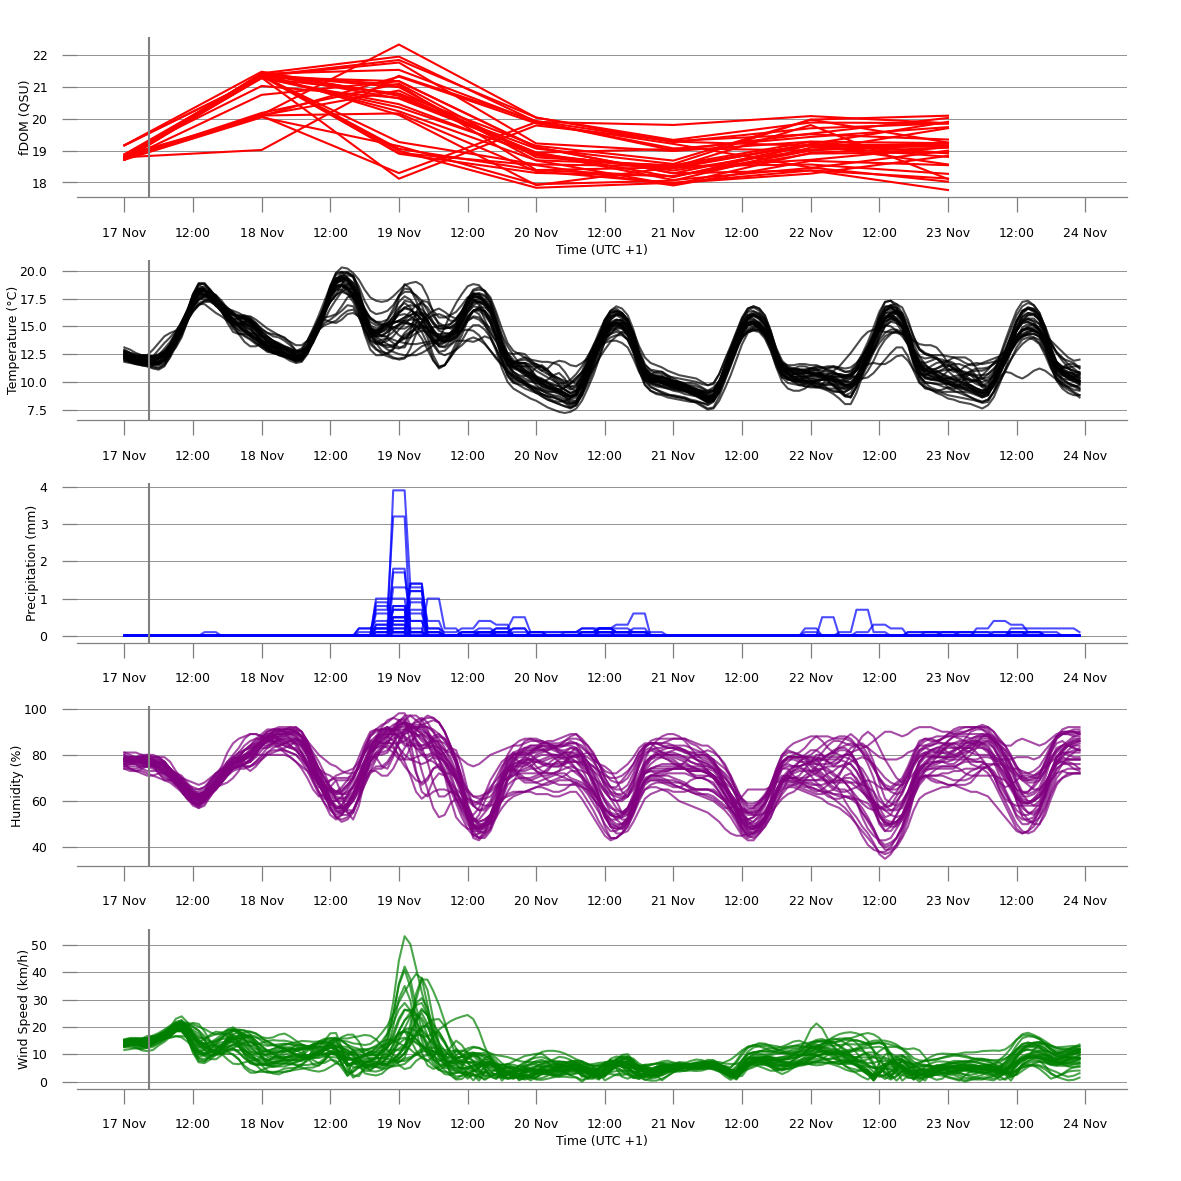 fDOM (QSU)
22
21
20
19
18
17 Nov 12:00 18 Nov 12:00 19 Nov 12:00 20 Nov 12:00 21 Nov 12:00 22 Nov 12:00 23 Nov 12:00 24 Nov
Time (UTC +1)
Temperature (°C)
20.0
17.5
15.0
12.5
10.0
7.5
17 Nov 12:00 18 Nov 12:00 19 Nov 12:00 20 Nov 12:00 21 Nov 12:00 22 Nov 12:00 23 Nov 12:00 24 Nov
Precipitation (mm)
4
3
2
1
0
17 Nov 12:00 18 Nov 12:00 19 Nov 12:00 20 Nov 12:00 21 Nov 12:00 22 Nov 12:00 23 Nov 12:00 24 Nov
Humidity (%)
100
80
60
40
17 Nov 12:00 18 Nov 12:00 19 Nov 12:00 20 Nov 12:00 21 Nov 12:00 22 Nov 12:00 23 Nov 12:00 24 Nov
Wind Speed (km/h)
50
40
30
20
10
0
17 Nov 12:00 18 Nov 12:00 19 Nov 12:00 20 Nov 12:00 21 Nov 12:00 22 Nov 12:00 23 Nov 12:00 24 Nov
Time (UTC +1)